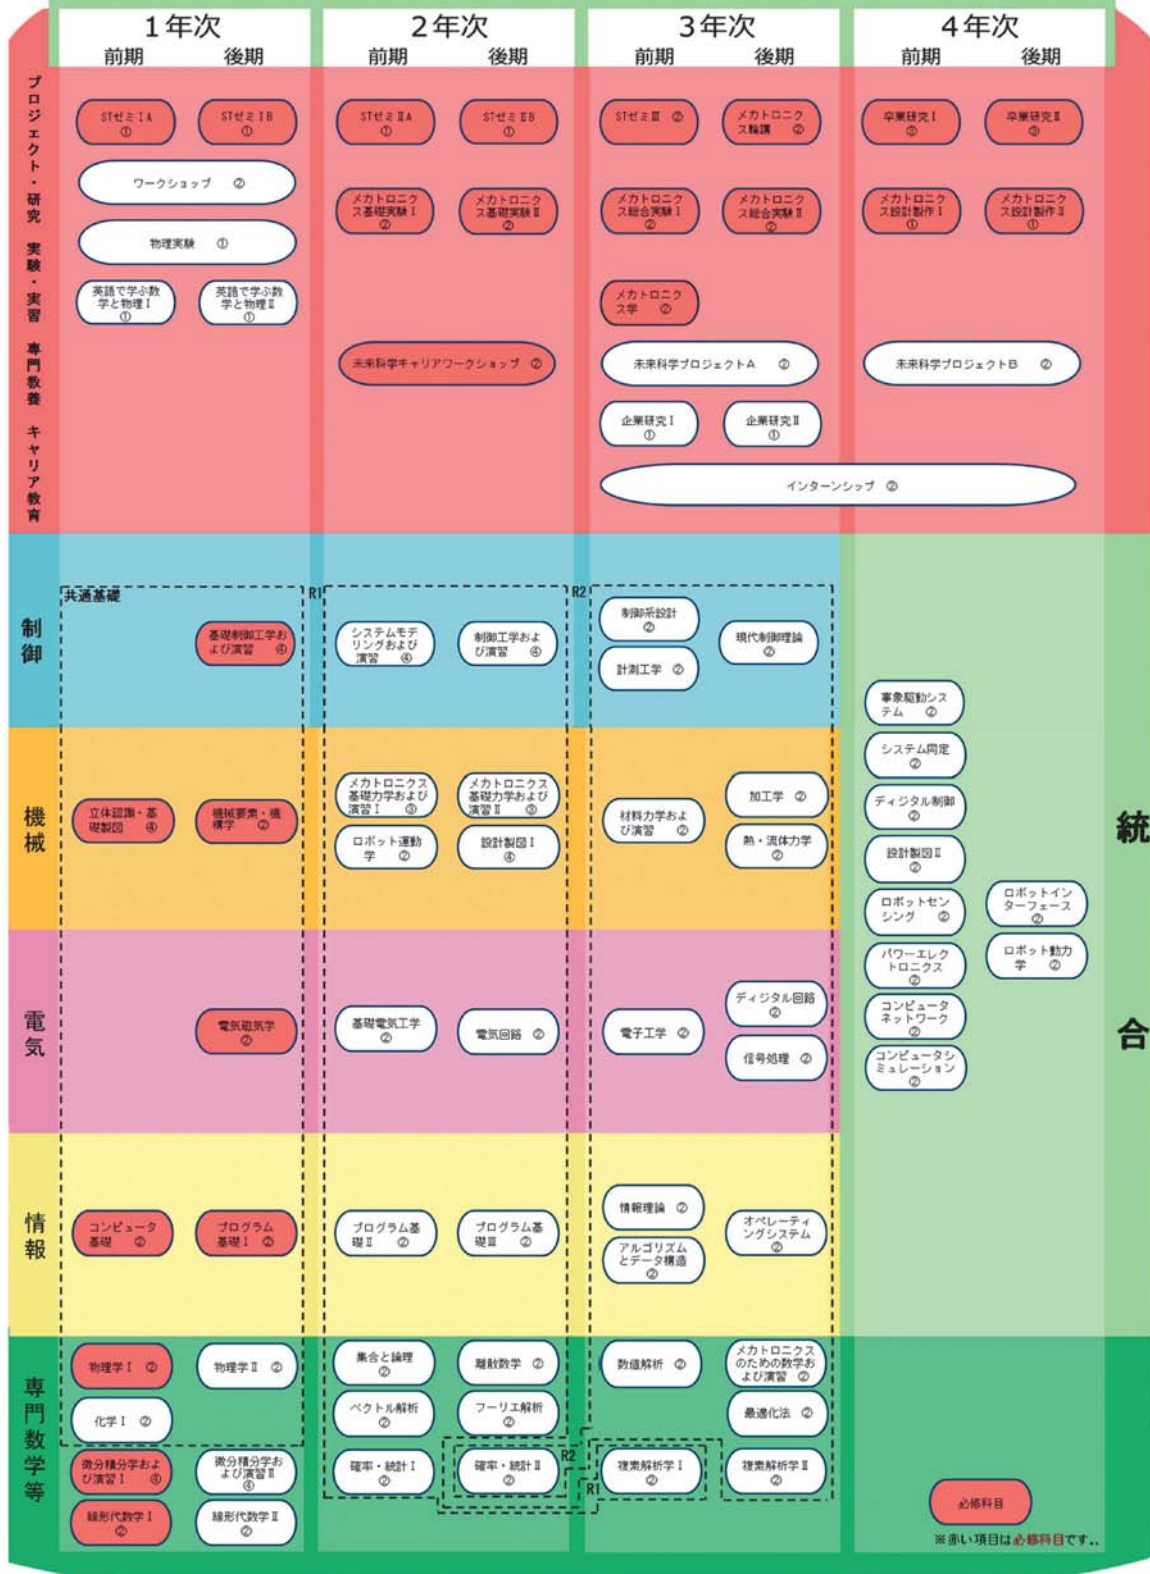 1年次
2年次
3年次
4年次
前期
後期
前期
後期
前期
後期
前期
後期
プロジェクト・研究 実験・実習 専門教養 キャリア教育
STゼミⅠA
①
STゼミⅠB
①
STゼミⅡA
①
STゼミⅡB
①
STゼミⅢ ②
メカトロニク
ス輪講 ②
卒業研究Ⅰ
③
卒業研究Ⅱ
③
ワークショップ ②
メカトロニク
ス基礎実験Ⅰ
②
メカトロニク
ス基礎実験Ⅱ
②
メカトロニク
ス総合実験Ⅰ
②
メカトロニク
ス総合実験Ⅱ
②
メカトロニク
ス設計製作Ⅰ
①
メカトロニク
ス設計製作Ⅱ
①
物理実験 ①
英語で学ぶ数
学と物理Ⅰ
①
英語で学ぶ数
学と物理Ⅱ
①
メカトロニク
ス学 ②
未来科学キャリアワークショップ ②
未来科学プロジェクトA ②
未来科学プロジェクトB ②
企業研究Ⅰ
①
企業研究Ⅱ
①
インターンシップ ②
制御
共通基礎
R1
R2
基礎制御工学お
よび演習 ④
システムモデ
リングおよび
演習 ④
制御工学およ
び演習 ④
制御系設計
②
計測工学 ②
現代制御理論
②
機械
立体認識・基
礎製図 ④
機械要素・機
構学 ②
メカトロニクス
基礎力学および
演習Ⅰ ③
メカトロニクス
基礎力学および
演習Ⅱ ③
ロボット運動
学 ②
設計製図Ⅰ
④
材料力学およ
び演習 ②
加工学 ②
熱・流体力学
②
電気
電気磁気学
②
基礎電気工学
②
電気回路 ②
電子工学 ②
ディジタル回路
②
信号処理 ②
情報
コンピュータ
基礎 ②
プログラム
基礎Ⅰ ②
プログラム基
礎Ⅱ ②
プログラム基
礎Ⅲ ②
情報理論 ②
アルゴリズム
とデータ構造
②
オペレーティ
ングシステム
②
統合
事象駆動シス
テム ②
システム同定
②
ディジタル制御
②
設計製図Ⅱ
②
ロボットセン
シング ②
パワーエレク
トロニクス
②
コンピュータ
ネットワーク
②
コンピュータシ
ミュレーション
②
ロボットイン
ターフェース
②
ロボット動力
学 ②
専門数学等
物理学Ⅰ ②
物理学Ⅱ ②
化学Ⅰ ②
微分積分学およ
び演習Ⅰ ④
微分積分学お
よび演習Ⅱ
④
線形代数学Ⅰ
②
線形代数学Ⅱ
②
集合と論理
②
離散数学 ②
ベクトル解析
②
フーリエ解析
②
確率・統計Ⅰ
②
確率・統計Ⅱ
②
R2
R1
数値解析 ②
メカトロニクス
のための数学お
よび演習 ②
最適化法 ②
複素解析学Ⅰ
②
複素解析学Ⅱ
②
必修科目
※赤い項目は必修科目です..